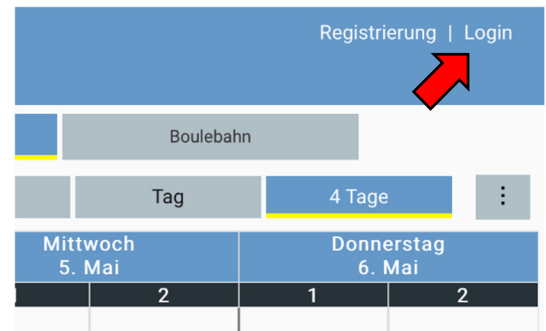 Registrierung | Login
Boulebahn
Tag 4 Tage
Mittwoch Donnerstag
5. Mai 6. Mai
2 1 2